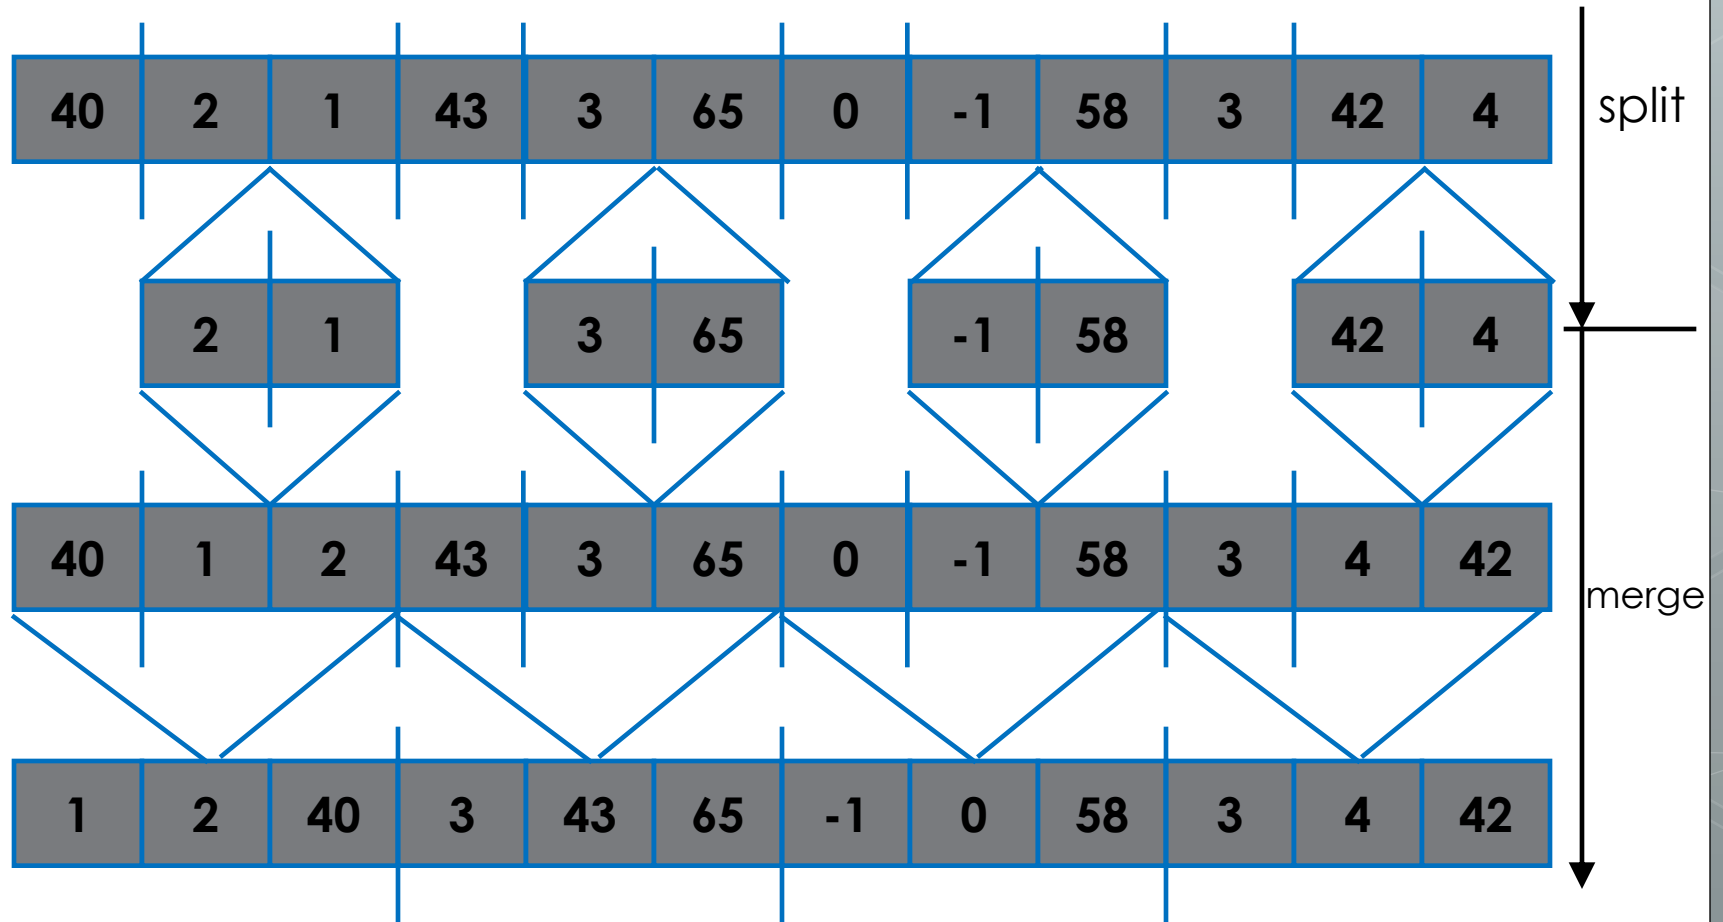 40 2 1 43 3 65 0 -1 58 3 42 4
split
2 1 3 65 -1 58 42 4
40 1 2 43 3 65 0 -1 58 3 4 42
merge
1 2 40 3 43 65 -1 0 58 3 4 42